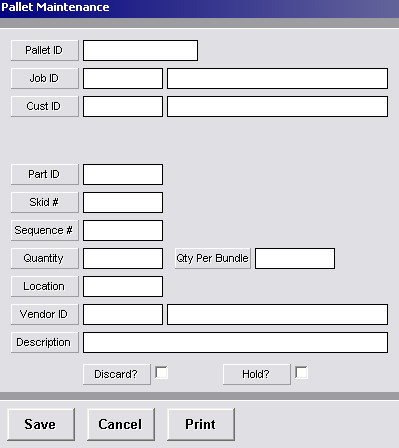 Pallet Maintenance
Pallet ID
Job ID
Cust ID
Part ID
Skid #
Sequence #
Quantity Qty Per Bundle
Location
Vendor ID
Description
Discard? Hold?
Save Cancel Print